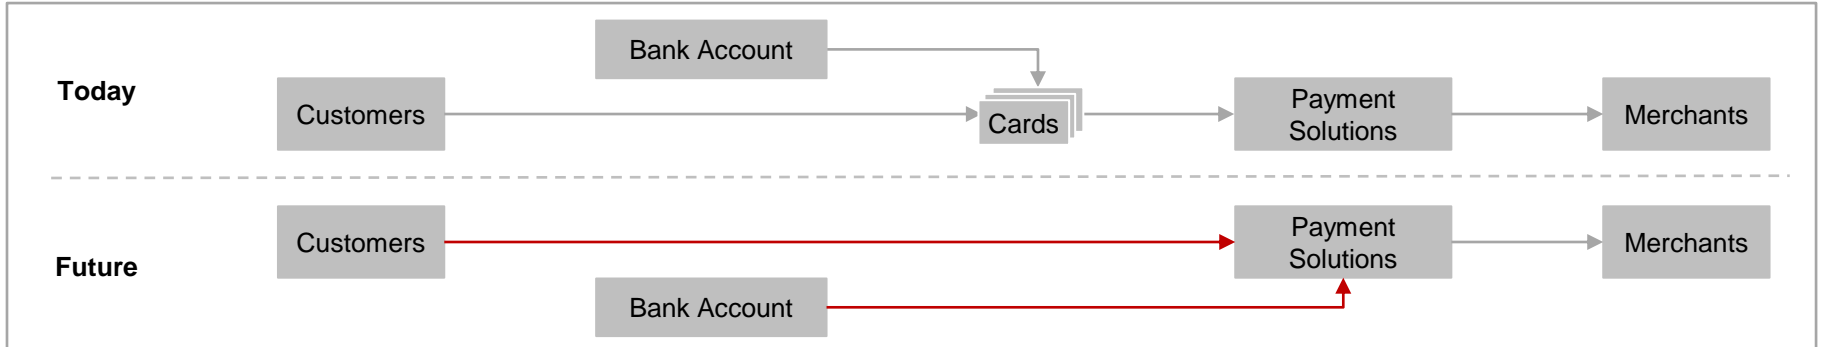 Bank Account
Today
Customers
Cards
Payment
Solutions
Merchants
Customers
Payment
Solutions
Merchants
Future
Bank Account